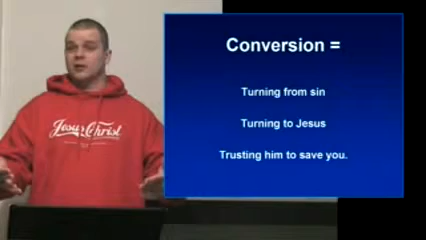 Jesus Christ
Conversion =
Turning from sin
Turning to Jesus
Trusting him to save you.